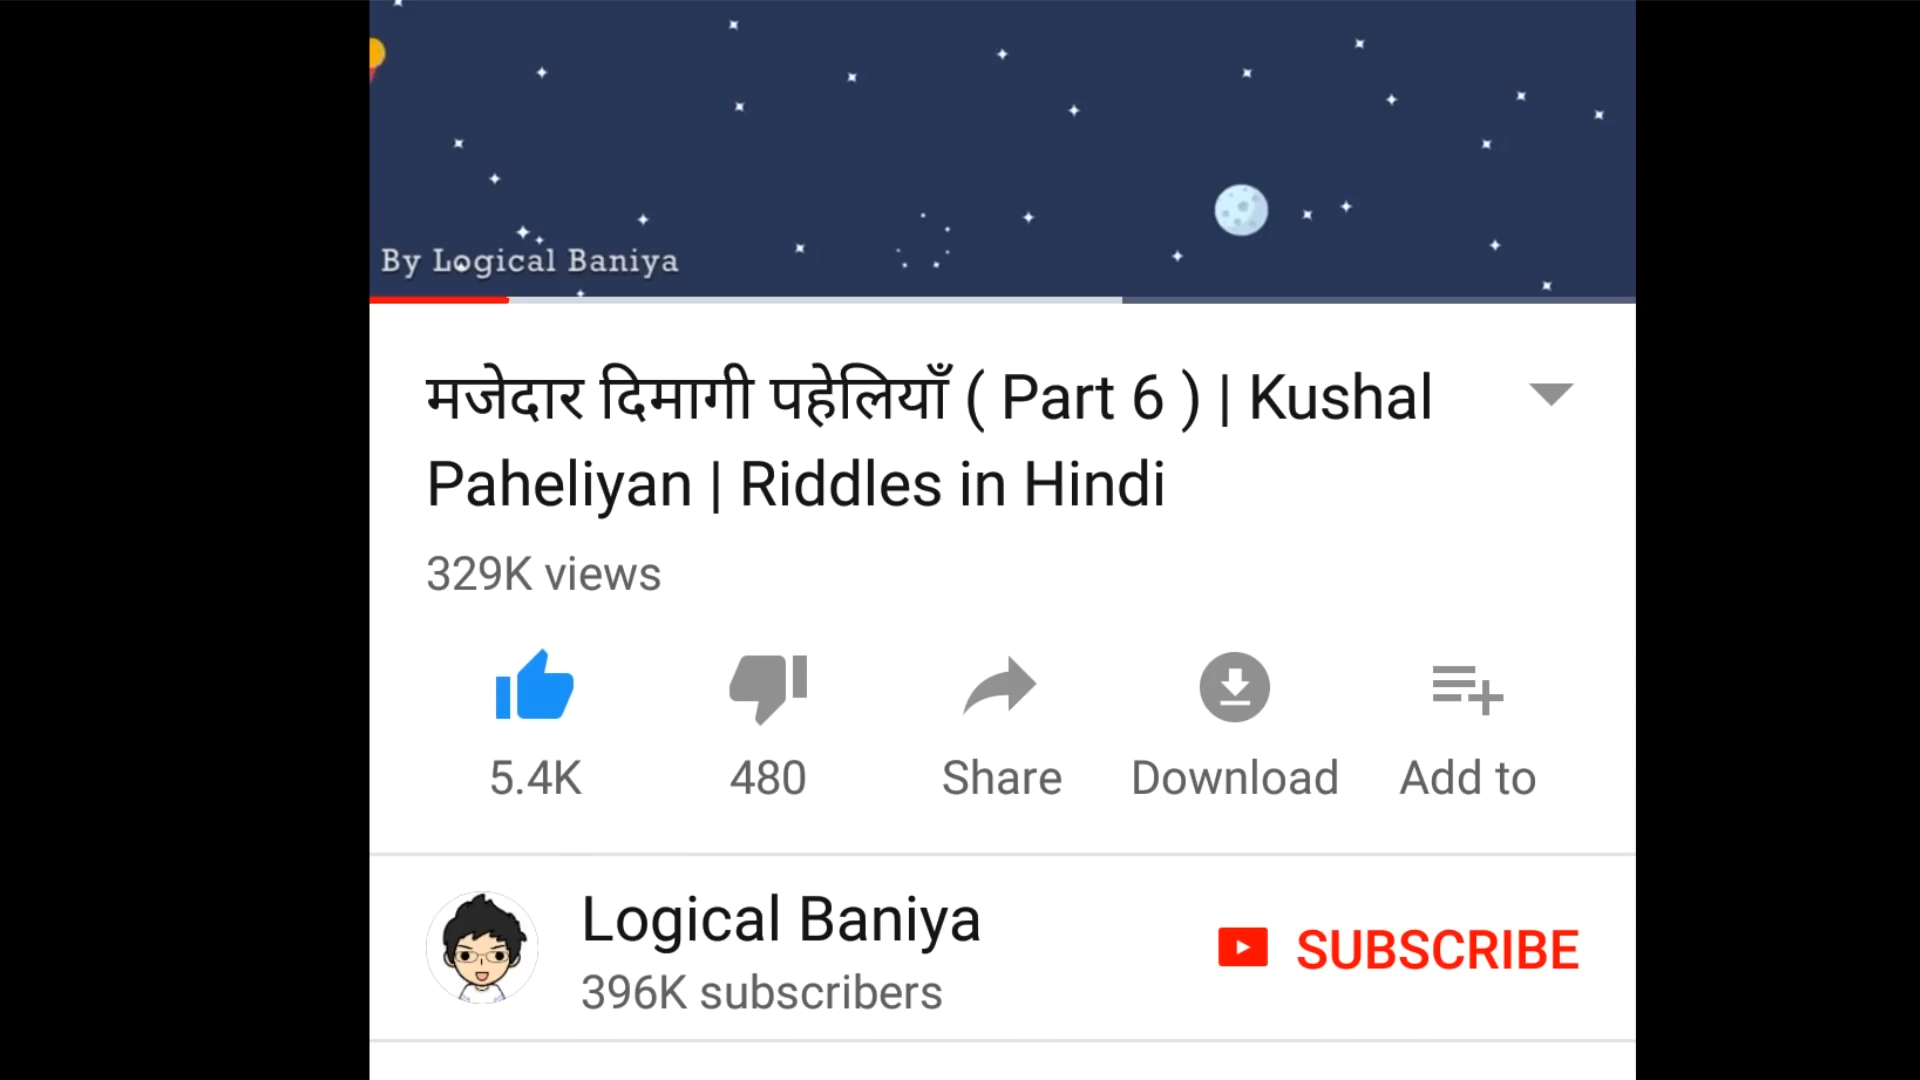 By Logical Baniya
मजेदार दिमागी पहेलियाँ ( Part 6 ) | Kushal
Paheliyan | Riddles in Hindi
329K views
5.4K 480 Share Download Add to
Logical Baniya
396K subscribers
SUBSCRIBE